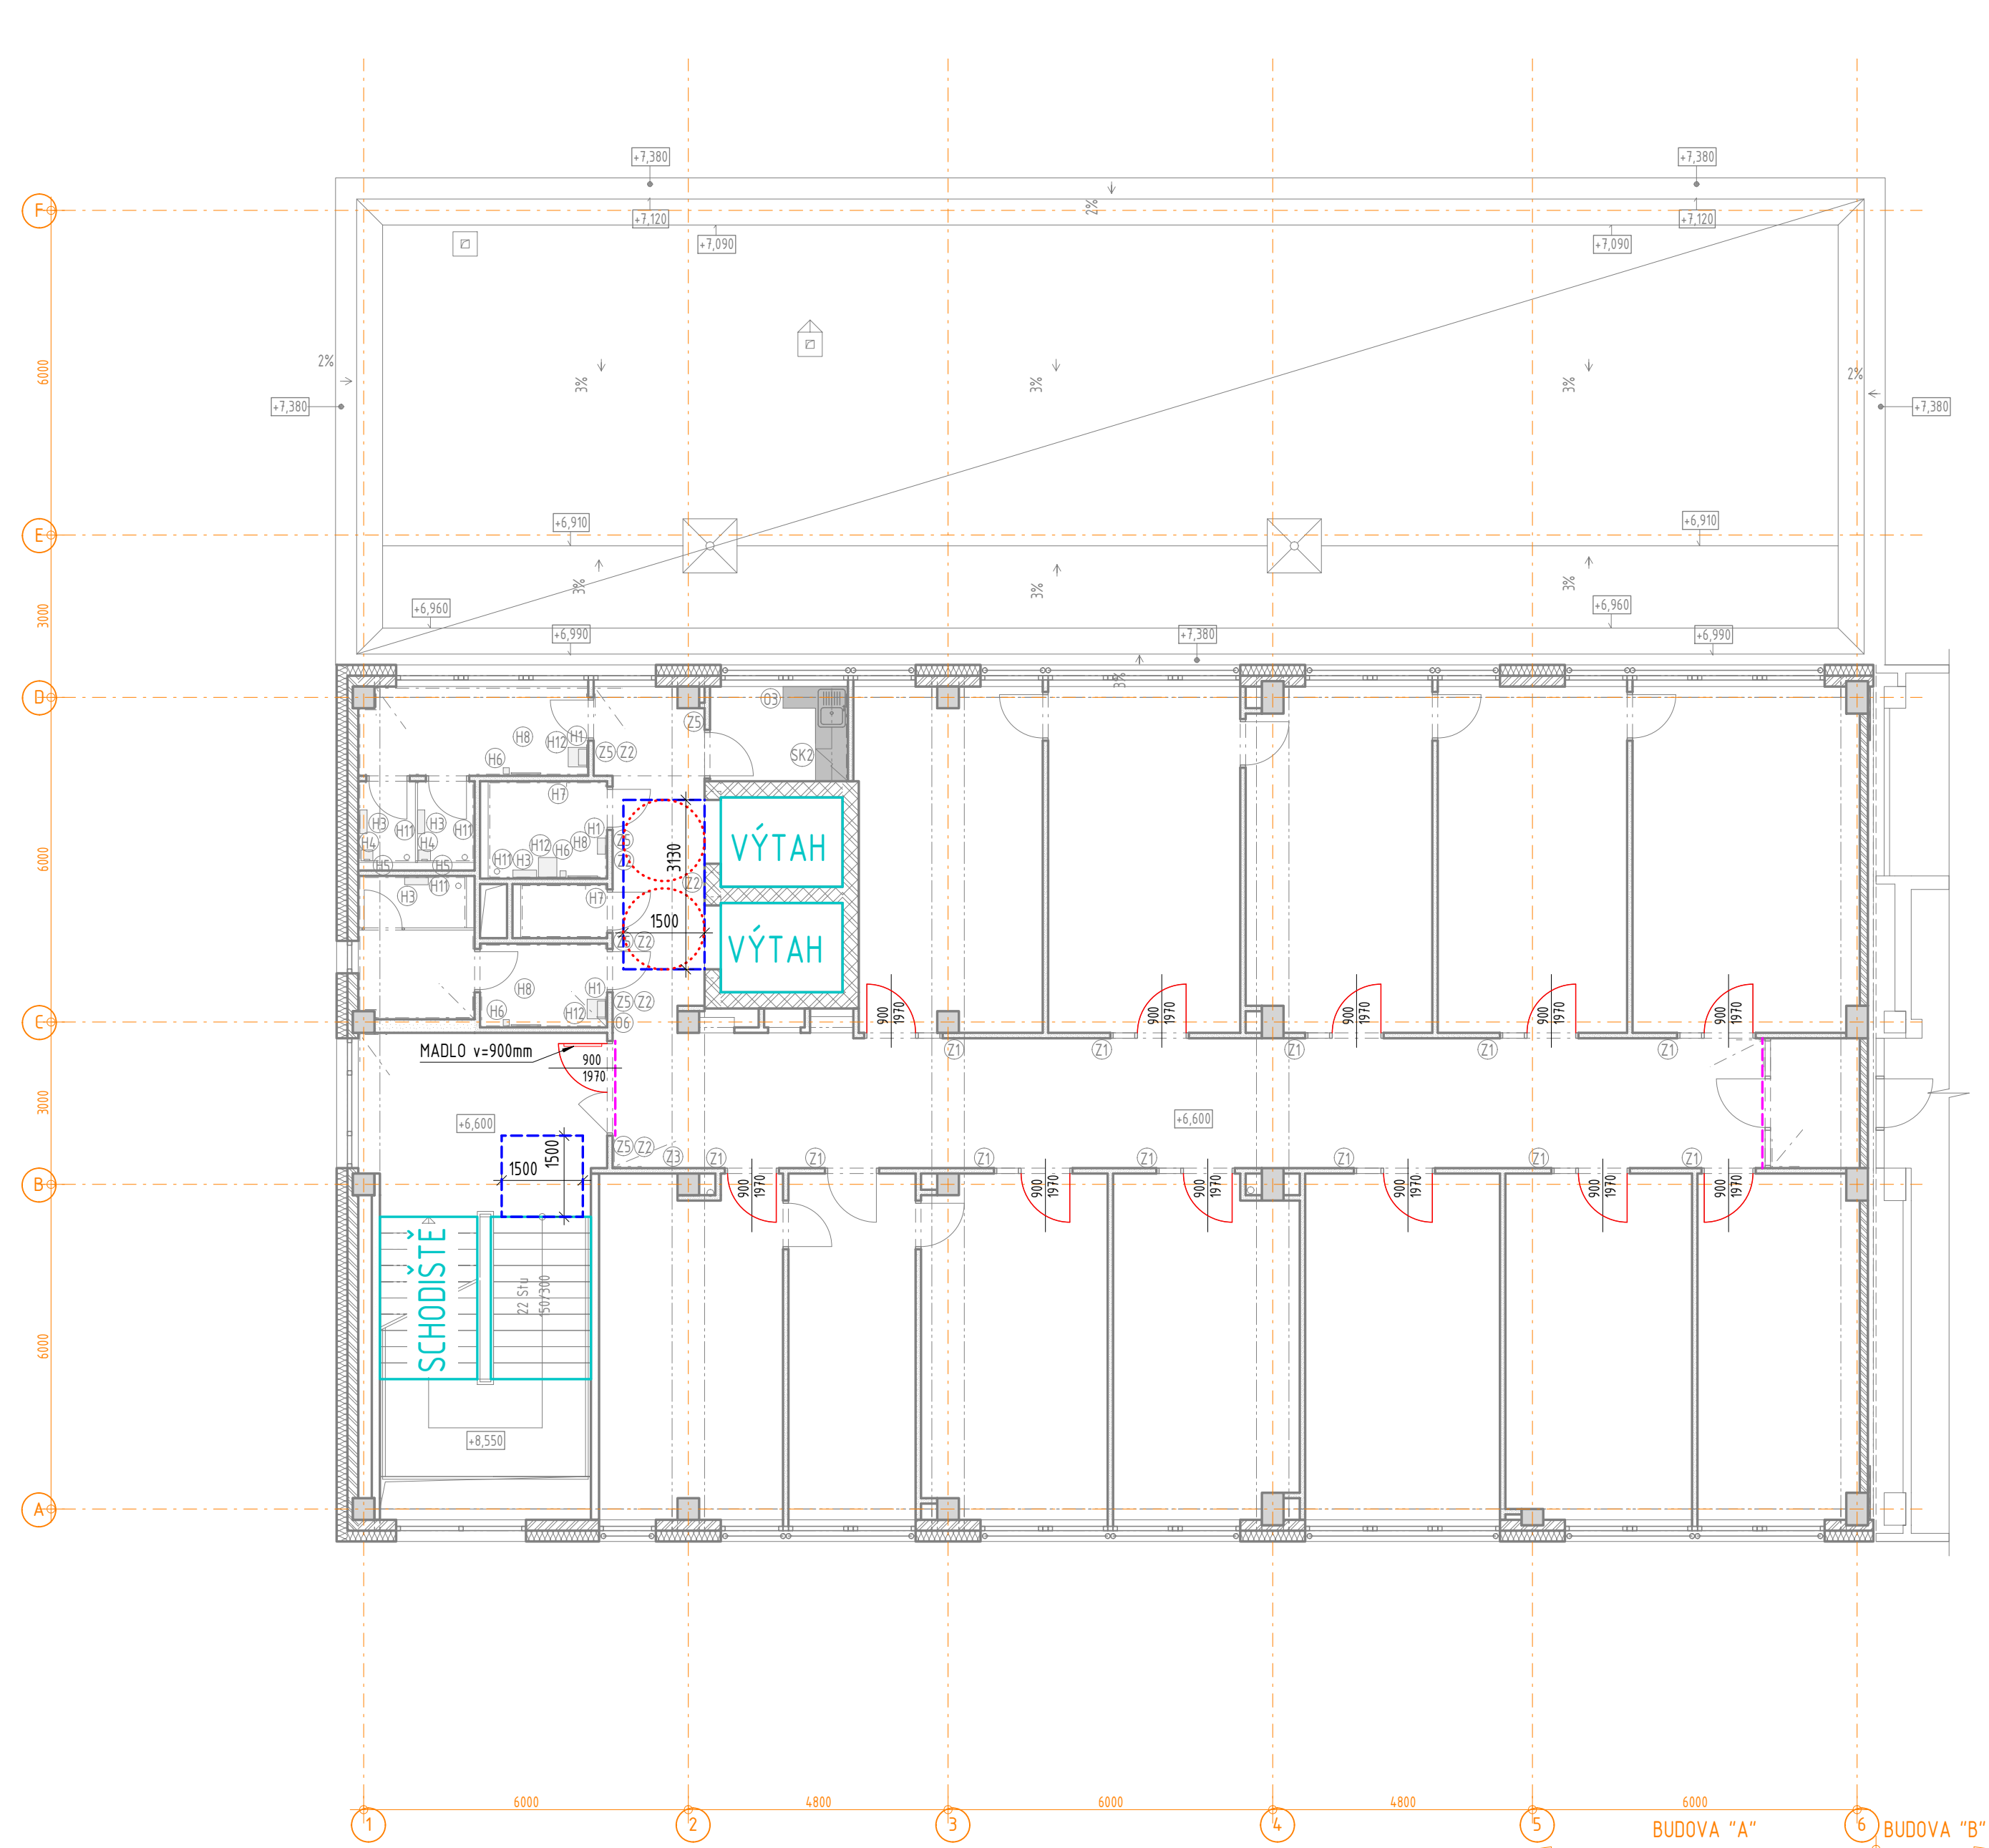 +7,380 +7,380
2%
F +7,120 +7,120
+7,090 +7,090
2% 2%
6000 3% 3% 3%
+7,380 +7,380
+6,910 +6,910
E
3% 3% 3%
3000 +6,960 +6,960
+6,990 +7,380 +6,990
3%
D O3
Z5
H8 H12 H1 Z5 Z2 SK2
H6
H7
H3 H11 H3 H11 H1
H4 H4 H12 H8 Z5 VÝTAH
H5 H5 H11 H3 H6 Z2 3130
6000
H3 H11 H7 Z2
1500
Z5 Z2 VÝTAH
H8 H1
H6 H12 Z5 Z2
C O6
900 1970 900 1970 900 1970 900 1970 900 1970
MADLO v=900mm Z1 Z1 Z1 Z1 Z1
900
1970
3000
+6,600 +6,600
1500
1500
Z5 Z2 Z3 Z1 Z1 Z1 Z1 Z1 Z1 Z1
B
900 1970 900 1970 900 1970 900 1970 900 1970 900 1970
SCHODIŠTĚ
22 Stu
150/300
6000
+8,550
A
6000 4800 6000 4800 6000
1 2 3 4 5 6
BUDOVA "A" BUDOVA "B"